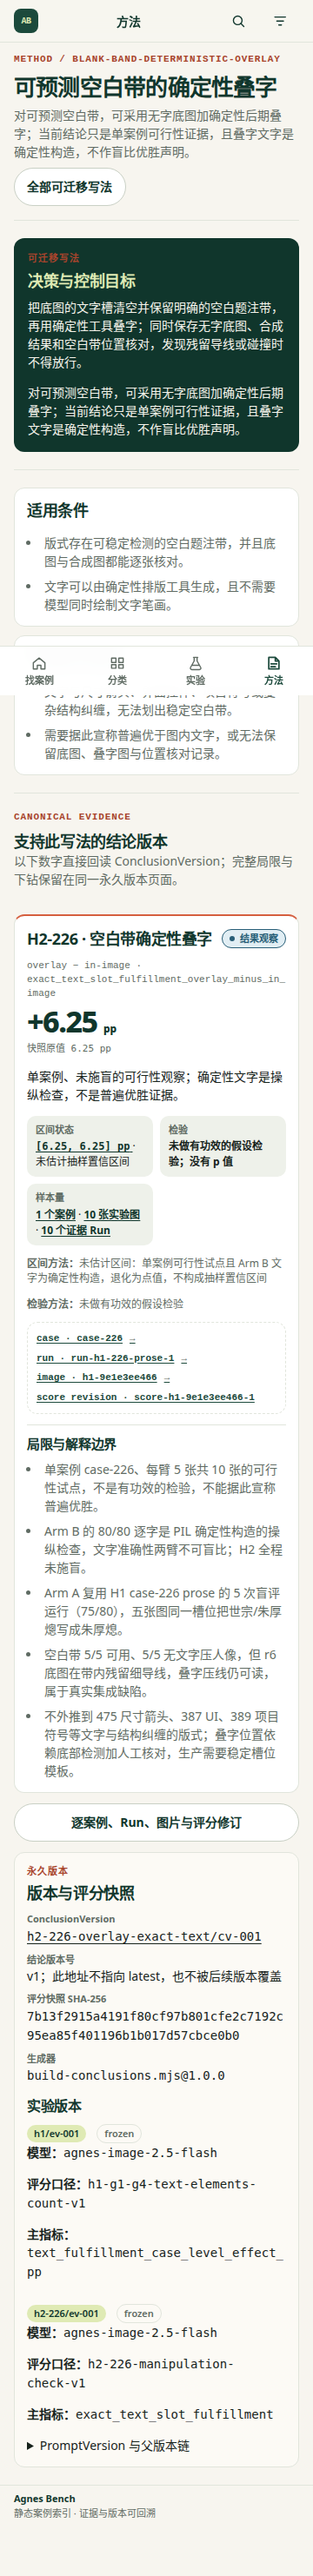 AB
方法
METHOD / BLANK-BAND-DETERMINISTIC-OVERLAY
可预测空白带的确定性叠字
对可预测空白带，可采用无字底图加确定性后期叠
字；当前结论只是单案例可行性证据，且叠字文字是
确定性构造，不作盲比优胜声明。
全部可迁移写法
可迁移写法
决策与控制目标
把底图的文字槽清空并保留明确的空白题注带，
再用确定性工具叠字；同时保存无字底图、合成
结果和空白带位置核对，发现残留导线或碰撞时
不得放行。
对可预测空白带，可采用无字底图加确定性后期
叠字；当前结论只是单案例可行性证据，且叠字
文字是确定性构造，不作盲比优胜声明。
适用条件
版式存在可稳定检测的空白题注带，并且底
图与合成图都能逐张核对。
文字可以由确定性排版工具生成，且不需要
模型同时绘制文字笔画。
找案例
分类
实验
方法
杂结构纠缠，无法划出稳定空白带。
需要据此宣称普遍优于图内文字，或无法保
留底图、叠字图与位置核对记录。
CANONICAL EVIDENCE
支持此写法的结论版本
以下数字直接回读 ConclusionVersion；完整局限与
下钻保留在同一永久版本页面。
H2-226 · 空白带确定性叠字
结果观察
overlay − in-image ·
exact_text_slot_fulfillment_overlay_minus_in_
image
+6.25 pp
快照原值 6.25 pp
单案例、未施盲的可行性观察；确定性文字是操
纵检查，不是普遍优胜证据。
区间状态
[6.25, 6.25] pp ·
未估计抽样置信区间
检验
未做有功效的假设检
验；没有 p 值
样本量
1 个案例 · 10 张实验图
· 10 个证据 Run
区间方法：未估计区间：单案例可行性试点且 Arm B 文
字为确定性构造，退化为点值，不构成抽样置信区间
检验方法：未做有功效的假设检验
case · case-226 →
run · run-h1-226-prose-1 →
image · h1-9e1e3ee466 →
score revision · score-h1-9e1e3ee466-1
局限与解释边界
单案例 case-226、每臂 5 张共 10 张的可行
性试点，不是有功效的检验，不能据此宣称
普遍优胜。
Arm B 的 80/80 逐字是 PIL 确定性构造的操
纵检查，文字准确性两臂不可盲比；H2 全程
未施盲。
Arm A 复用 H1 case-226 prose 的 5 次盲评
运行（75/80），五张图同一槽位把世宗/朱厚
熜写成朱厚熄。
空白带 5/5 可用、5/5 无文字压人像，但 r6
底图在带内残留细导线，叠字压线仍可读，
属于真实集成缺陷。
不外推到 475 尺寸箭头、387 UI、389 项目
符号等文字与结构纠缠的版式；叠字位置依
赖底部检测加人工核对，生产需要稳定槽位
模板。
逐案例、Run、图片与评分修订
永久版本
版本与评分快照
ConclusionVersion
h2-226-overlay-exact-text/cv-001
结论版本号
v1；此地址不指向 latest，也不被后续版本覆盖
评分快照 SHA-256
7b13f2915a4191f80cf97b801cfe2c7192c
95ea85f401196b1b017d57cbce0b0
生成器
build-conclusions.mjs@1.0.0
实验版本
h1/ev-001 frozen
模型：agnes-image-2.5-flash
评分口径：h1-g1-g4-text-elements-
count-v1
主指标：
text_fulfillment_case_level_effect_
pp
h2-226/ev-001 frozen
模型：agnes-image-2.5-flash
评分口径：h2-226-manipulation-
check-v1
主指标：exact_text_slot_fulfillment
PromptVersion 与父版本链
Agnes Bench
静态案例索引 · 证据与版本可回溯